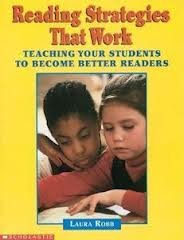 Reading Strategies
That Work
TEACHING YOUR STUDENTS
TO BECOME BETTER READERS
LAURA ROBB
SCHOLASTIC